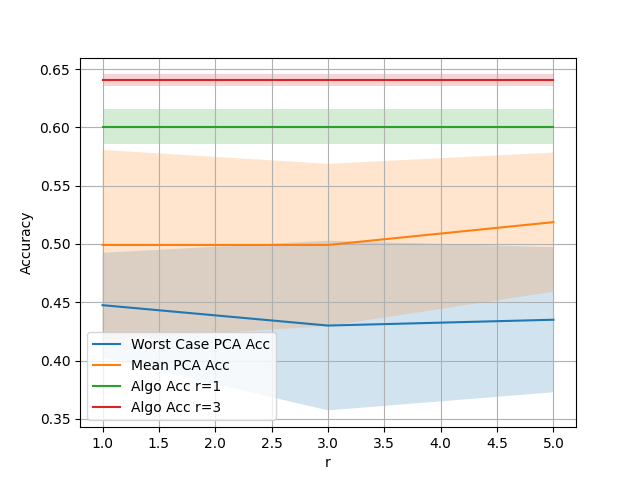 0.65
0.60
0.55
0.50
0.45
0.40
0.35
Accuracy
Worst Case PCA Acc
Mean PCA Acc
Algo Acc r=1
Algo Acc r=3
1.0 1.5 2.0 2.5 3.0 3.5 4.0 4.5 5.0
r